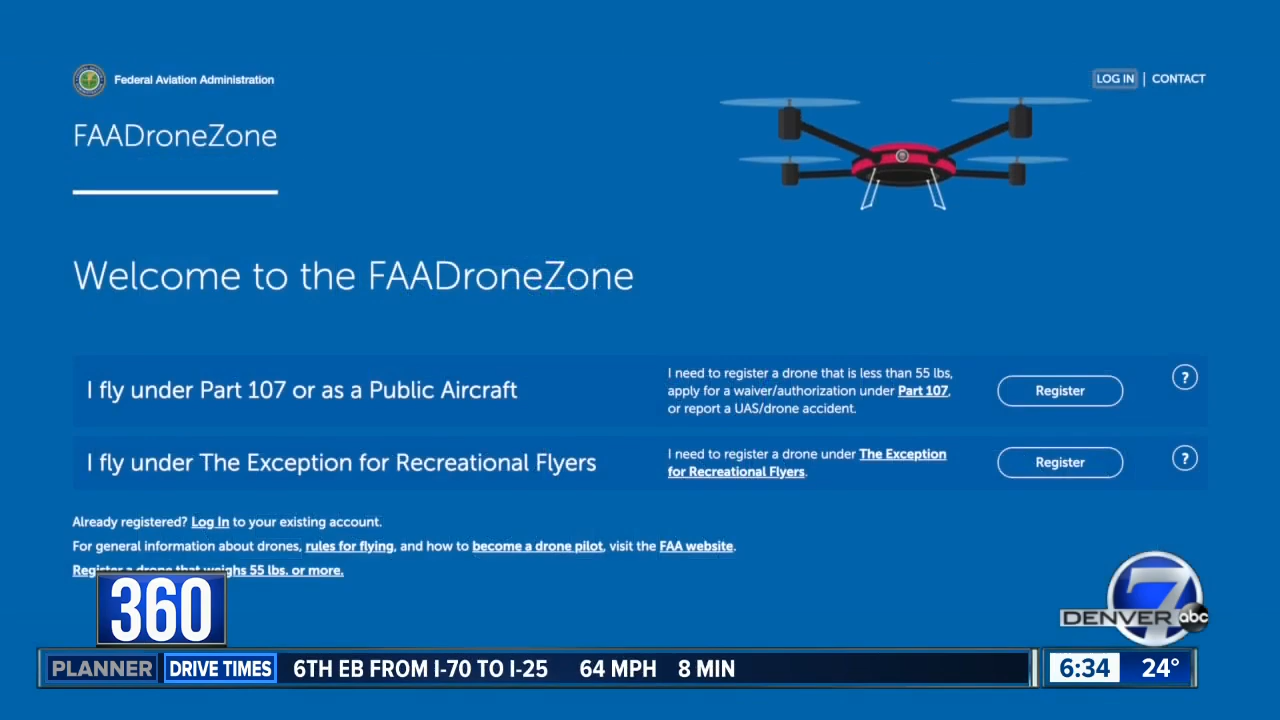 Federal Aviation Administration
LOG IN | CONTACT
FAADroneZone
Welcome to the FAADroneZone
I fly under Part 107 or as a Public Aircraft
I need to register a drone that is less than 55 lbs,
apply for a waiver/authorization under Part 107,
or report a UAS/drone accident.
Register
?
I fly under The Exception for Recreational Flyers
I need to register a drone under The Exception
for Recreational Flyers.
Register
?
Already registered? Log In to your existing account.
For general information about drones, rules for flying, and how to become a drone pilot, visit the FAA website.
Register a drone that weighs 55 lbs. or more.
360
7
DENVER abc
PLANNER DRIVE TIMES 6TH EB FROM I-70 TO I-25 64 MPH 8 MIN
6:34 24°